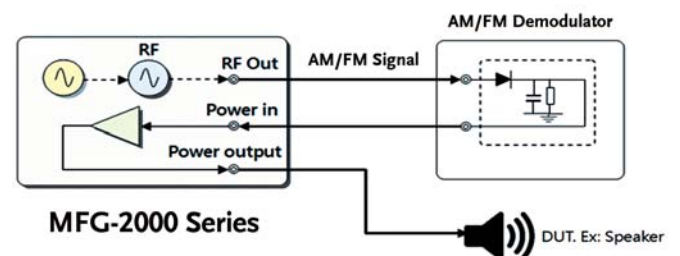 AM/FM Demodulator
RF
RF Out
AM/FM Signal
Power in
Power output
MFG-2000 Series
DUT. Ex: Speaker